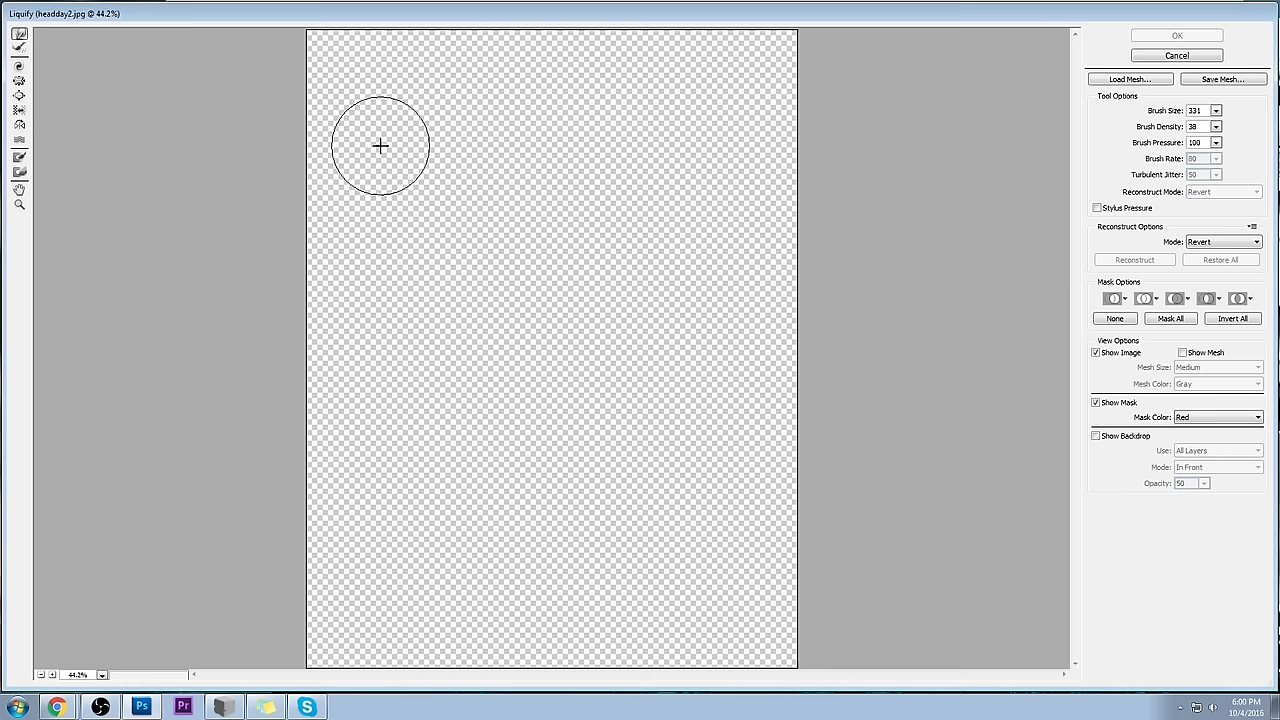 Liquify (headday2.jpg @ 44.2%)
OK
Cancel
Load Mesh...
Save Mesh...
Tool Options
Brush Size: 331
Brush Density: 38
Brush Pressure: 100
Brush Rate: 80
Turbulent Jitter: 50
Reconstruct Mode: Revert
Stylus Pressure
Reconstruct Options
Mode: Revert
Reconstruct
Restore All
Mask Options
None
Mask All
Invert All
View Options
Show Image
Show Mesh
Mesh Size: Medium
Mesh Color: Gray
Show Mask
Mask Color: Red
Show Backdrop
Use: All Layers
Mode: In Front
Opacity: 50
44.2%
Ps
Pr
S
6:00 PM
10/4/2016